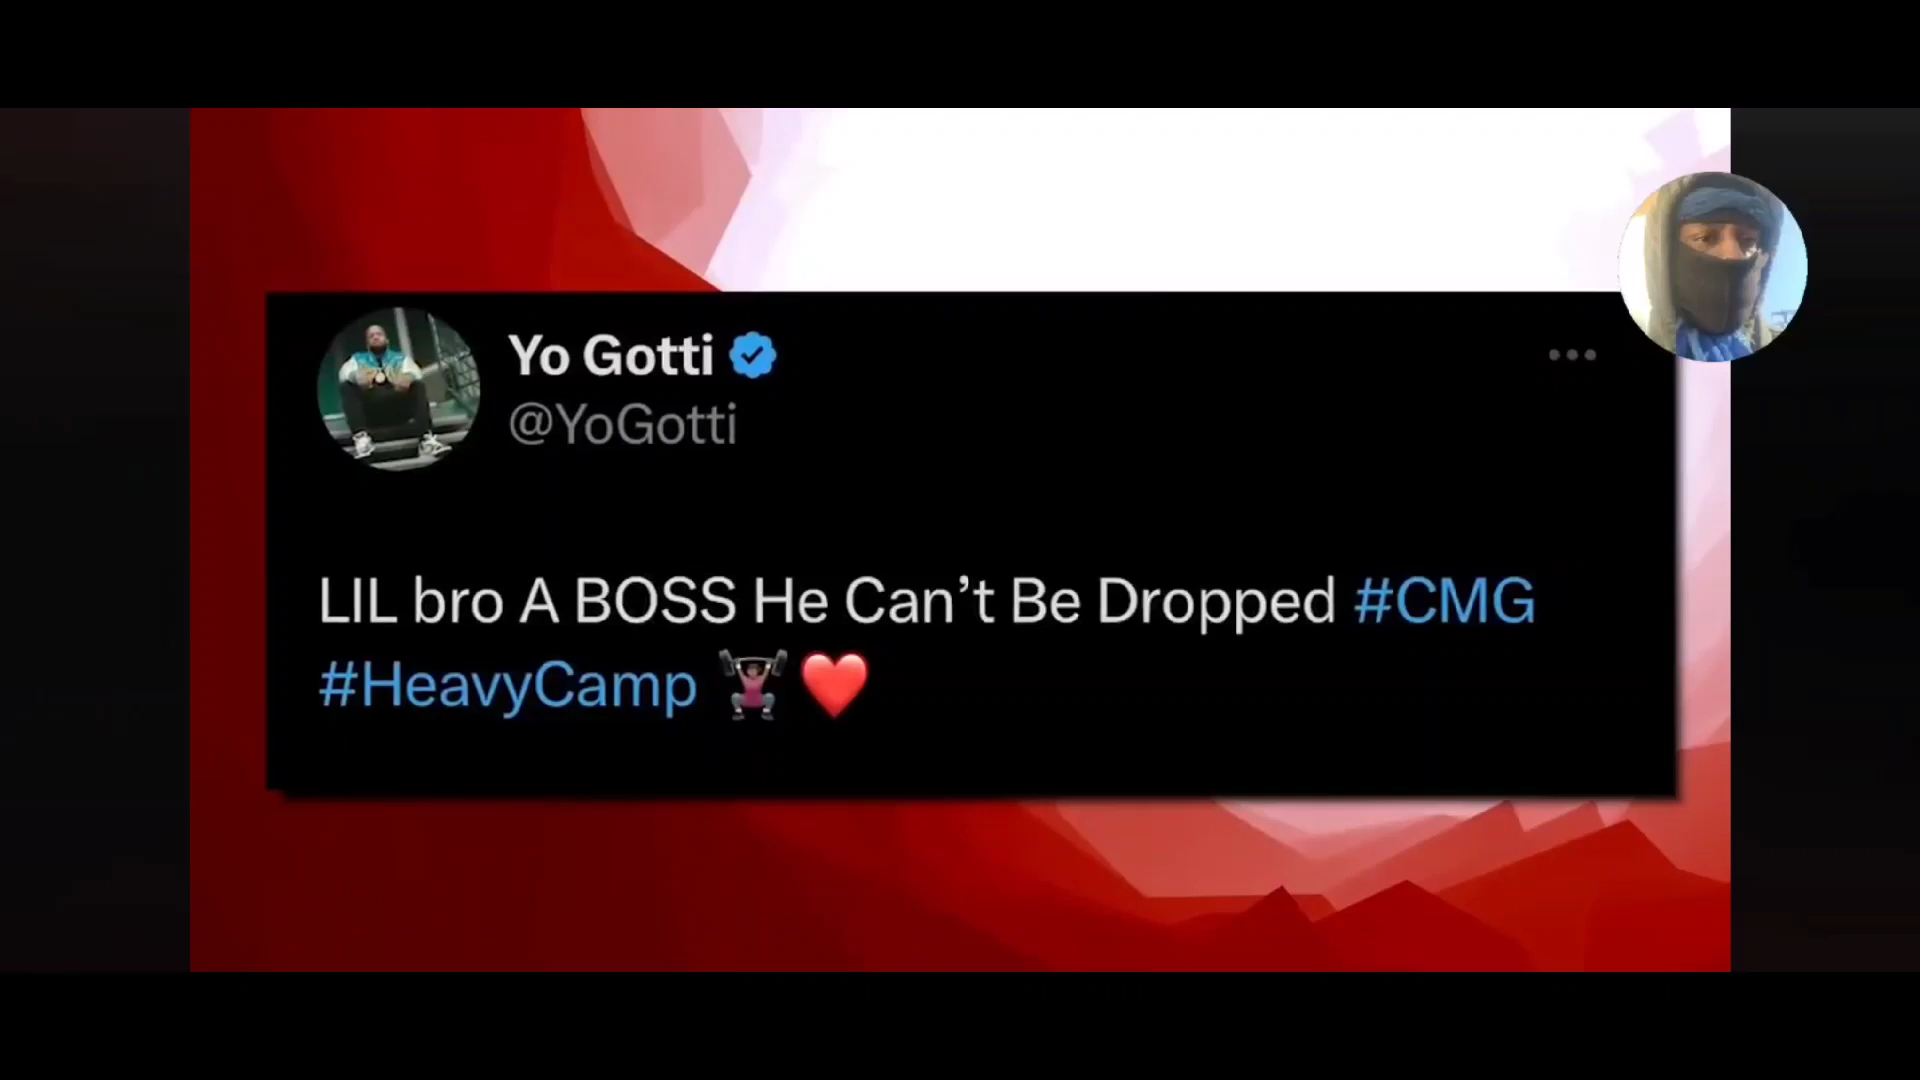 Yo Gotti
@YoGotti
LIL bro A BOSS He Can’t Be Dropped #CMG
#HeavyCamp 🏋🏾‍♀️❤️